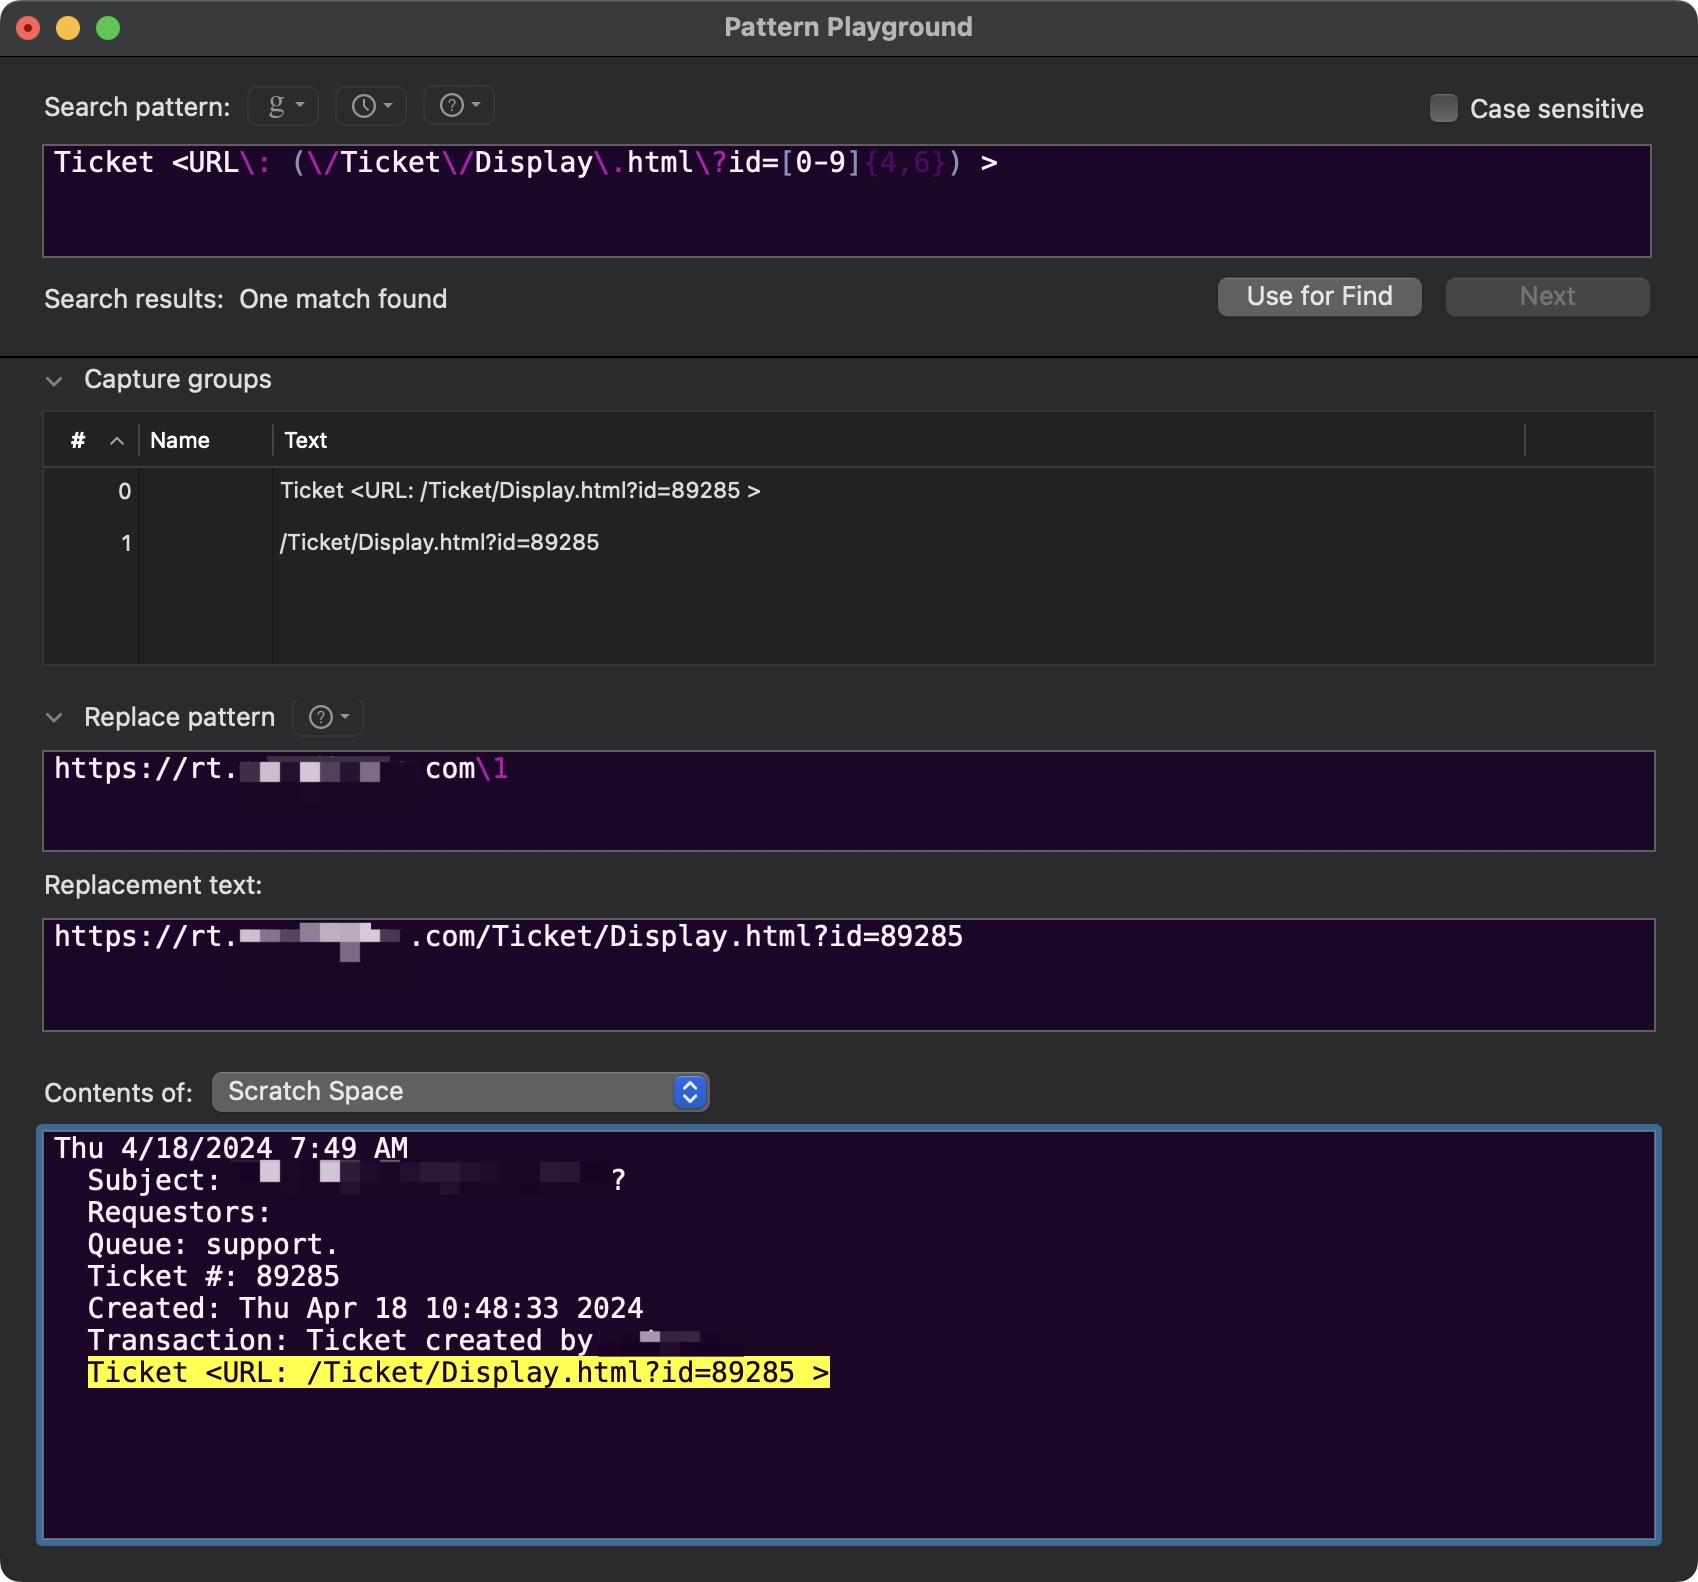 Pattern Playground
Search pattern: g ? Case sensitive
Ticket <URL\: (\/Ticket\/Display\.html\?id=[0-9]{4,6}) >
Search results: One match found Use for Find Next
Capture groups
# Name Text
0 Ticket <URL: /Ticket/Display.html?id=89285 >
1 /Ticket/Display.html?id=89285
Replace pattern ?
https://rt. com\1
Replacement text:
https://rt. .com/Ticket/Display.html?id=89285
Contents of: Scratch Space
Thu 4/18/2024 7:49 AM
Subject: ?
Requestors:
Queue: support.
Ticket #: 89285
Created: Thu Apr 18 10:48:33 2024
Transaction: Ticket created by
Ticket <URL: /Ticket/Display.html?id=89285 >